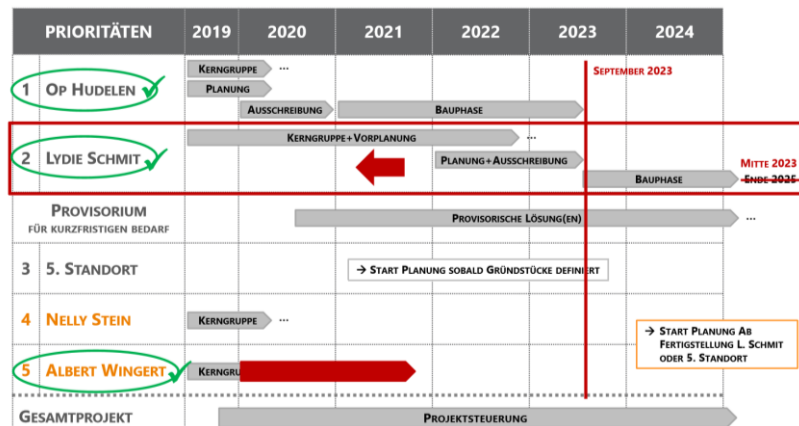 PRIORITÄTEN 2019 2020 2021 2022 2023 2024
KERNGRUPPE ...
SEPTEMBER 2023
1 OP HUDELEN PLANUNG
AUSSCHREIBUNG BAUPHASE
KERNGRUPPE+VORPLANUNG ...
2 LYDIE SCHMIT PLANUNG+AUSSCHREIBUNG
MITTE 2023
BAUPHASE ENDE 2025
PROVISORIUM
FÜR KURZFRISTIGEN BEDARF
PROVISORISCHE LÖSUNG(EN) ...
3 5. STANDORT → START PLANUNG SOBALD GRÜNDSTÜCKE DEFINIERT
4 NELLY STEIN KERNGRUPPE ...
→ START PLANUNG AB
FERTIGSTELLUNG L. SCHMIT
ODER 5. STANDORT
5 ALBERT WINGERT KERNGRU
GESAMTPROJEKT PROJEKTSTEUERUNG